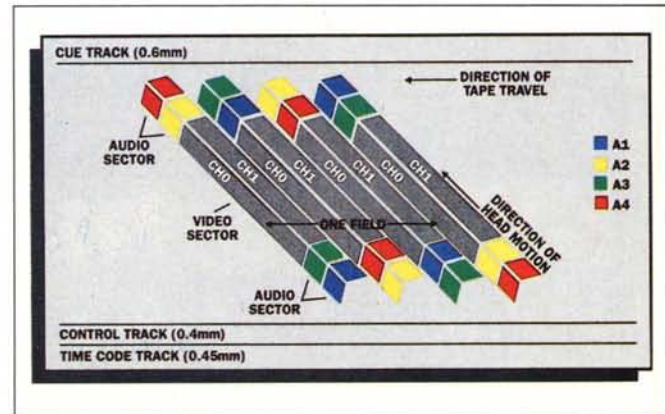 CUE TRACK (0.6mm)
DIRECTION OF
TAPE TRAVEL
AUDIO
SECTOR
A1
A2
A3
A4
CH0
CH1
CH0
CH1
CH0
CH1
CH0
CH1
VIDEO
SECTOR
ONE FIELD
DIRECTION OF
HEAD MOTION
AUDIO
SECTOR
CONTROL TRACK (0.4mm)
TIME CODE TRACK (0.45mm)